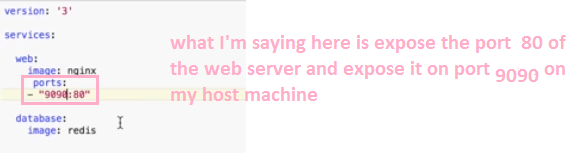 version: '3'
services:
web:
image: nginx
ports:
- "9090:80"
database:
image: redis
what I'm saying here is expose the port 80 of
the web server and expose it on port 9090 on
my host machine